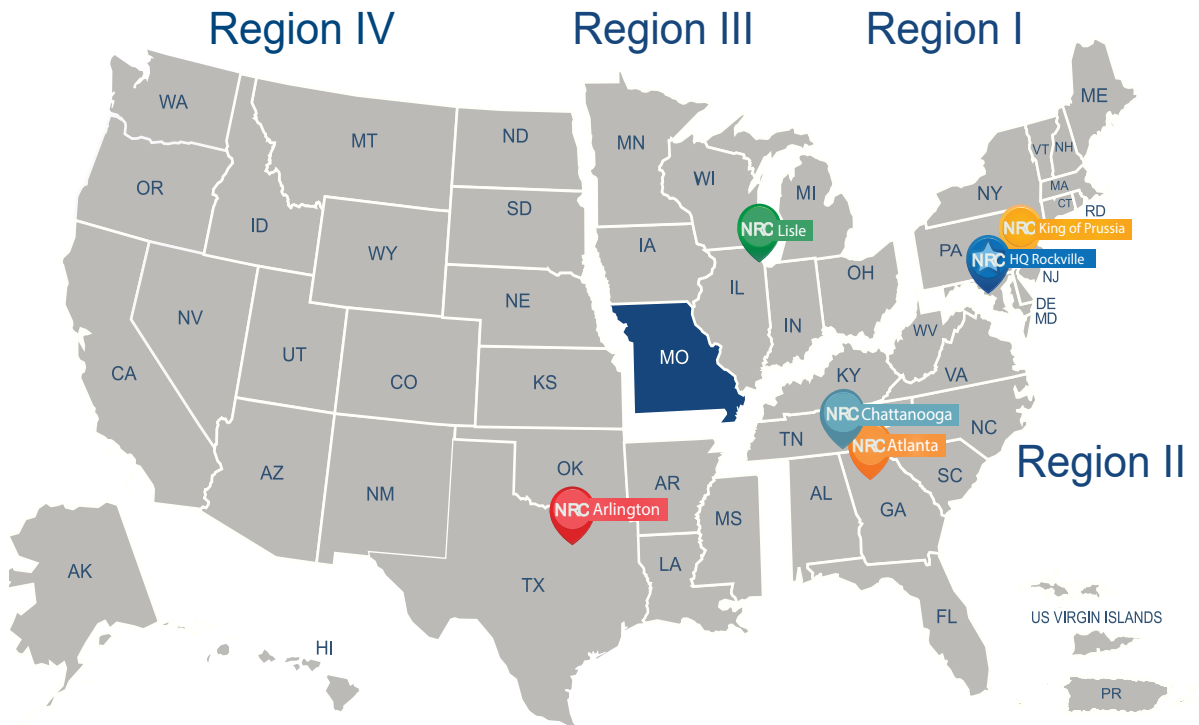 Region IV
Region III
Region I
WA
MT
ND
MN
ME
VT
NH
OR
ID
SD
WI
MI
NY
MA
CT
RD
NRC Lisle
NRC King of Prussia
WY
IA
PA
NRC HQ Rockville
NJ
NE
IL
IN
OH
DE
MD
NV
UT
CO
KS
MO
WV
VA
KY
CA
NRC Chattanooga
TN
NC
NRC Atlanta
Region II
AZ
NM
OK
AR
SC
NRC Arlington
MS
AL
GA
TX
LA
AK
FL
US VIRGIN ISLANDS
HI
PR